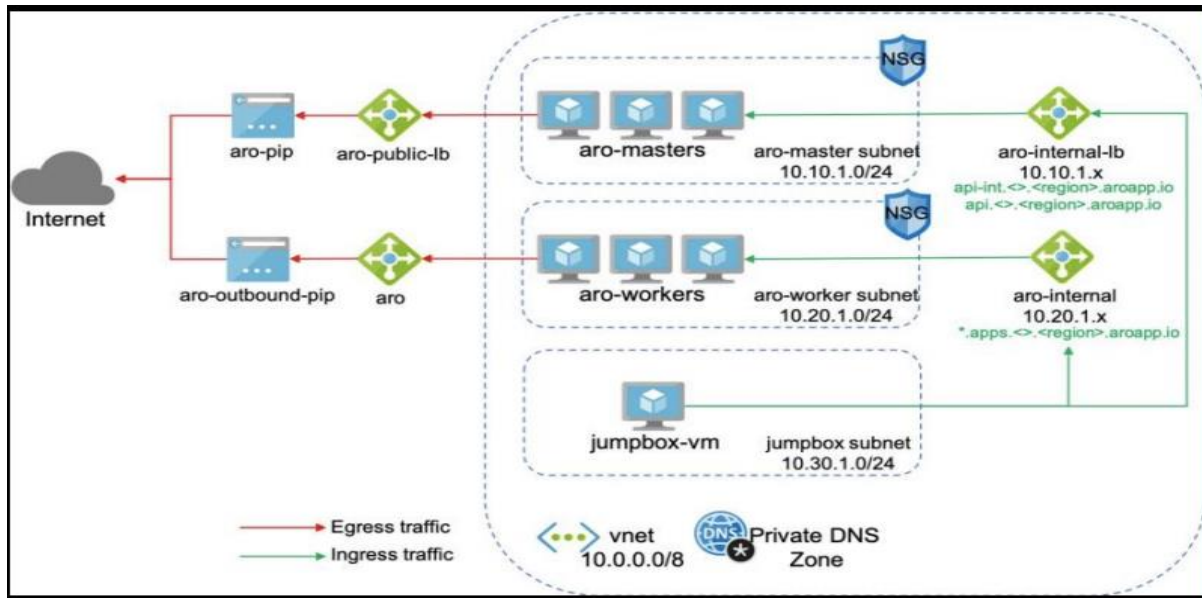 NSG
aro-pip
aro-public-lb
aro-masters
aro-master subnet
10.10.1.0/24
aro-internal-lb
10.10.1.x
api-int.<>.<region>.aroapp.io
api.<>.<region>.aroapp.io
Internet
NSG
aro-outbound-pip
aro
aro-workers
aro-worker subnet
10.20.1.0/24
aro-internal
10.20.1.x
*.apps.<>.<region>.aroapp.io
jumpbox-vm
jumpbox subnet
10.30.1.0/24
Egress traffic
Ingress traffic
vnet
10.0.0.0/8
DNS
*
Private DNS
Zone